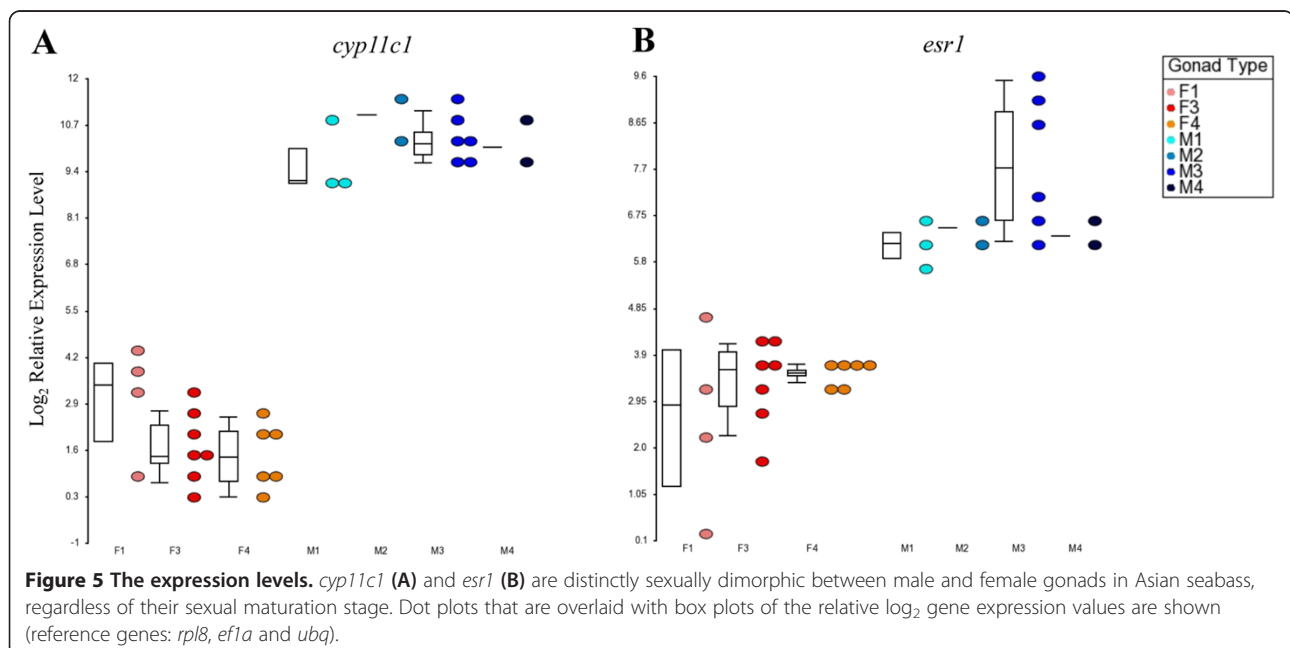 A
cyp11c1
B
esr1
Gonad Type
F1
F3
F4
M1
M2
M3
M4
Log₂ Relative Expression Level
12
10.7
9.4
8.1
6.8
5.5
4.2
2.9
1.6
0.3
-1
F1 F3 F4 M1 M2 M3 M4
9.6
8.65
7.7
6.75
5.8
4.85
3.9
2.95
2.0
1.05
0.1
F1 F3 F4 M1 M2 M3 M4
Figure 5 The expression levels. cyp11c1 (A) and esr1 (B) are distinctly sexually dimorphic between male and female gonads in Asian seabass,
regardless of their sexual maturation stage. Dot plots that are overlaid with box plots of the relative log₂ gene expression values are shown
(reference genes: rpl8, ef1a and ubq).